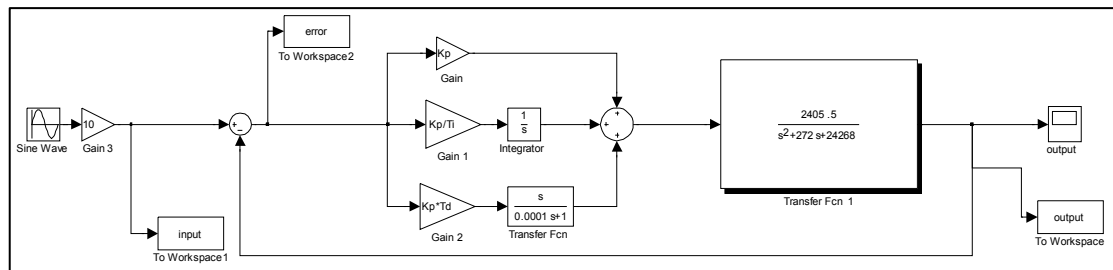 error
To Workspace2
Kp
Gain
Sine Wave
10
Gain 3
+
−
Kp/Ti
Gain 1
1
s
Integrator
+
+
+
2405 .5
s²+272 s+24268
Transfer Fcn 1
output
Kp*Td
Gain 2
s
0.0001 s+1
Transfer Fcn
input
To Workspace1
output
To Workspace